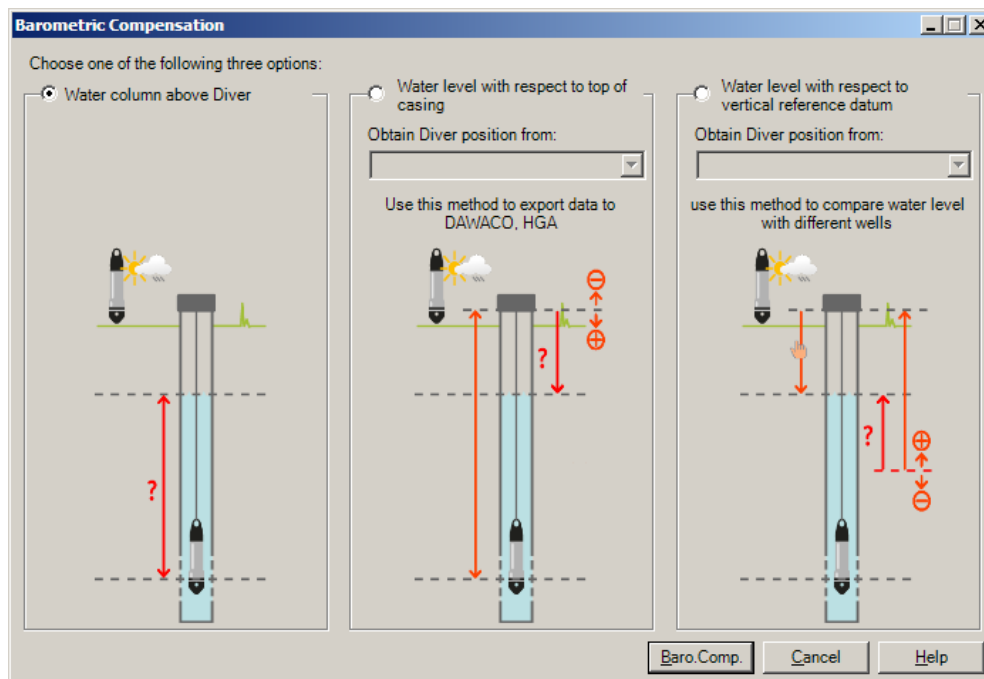 Barometric Compensation
Choose one of the following three options:
Water column above Diver
Water level with respect to top of
casing
Obtain Diver position from:
Use this method to export data to
DAWACO, HGA
?
Water level with respect to
vertical reference datum
Obtain Diver position from:
use this method to compare water level
with different wells
?
?
Baro.Comp.
Cancel
Help